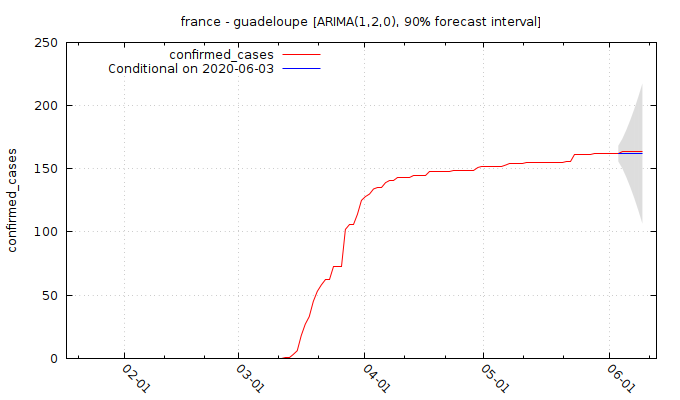 france - guadeloupe [ARIMA(1,2,0), 90% forecast interval]
250
200
150
100
50
0
confirmed_cases
confirmed_cases
Conditional on 2020-06-03
02-01
03-01
04-01
05-01
06-01